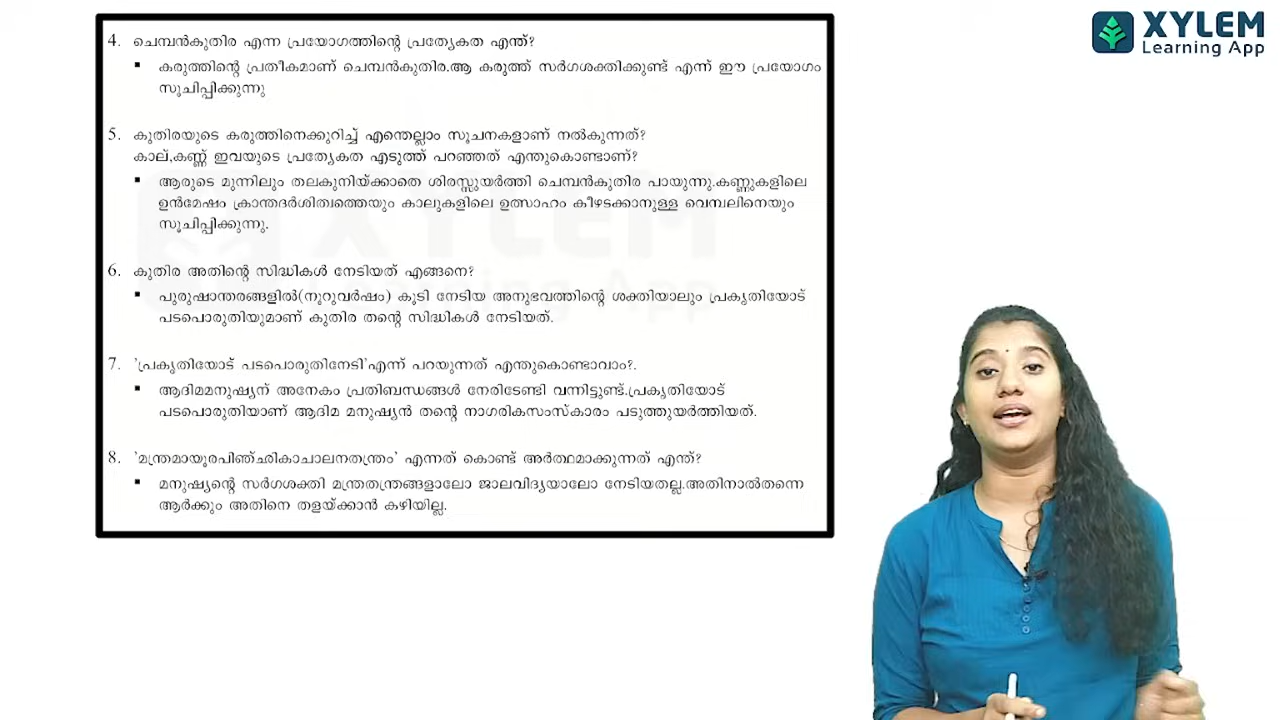 XYLEM
Learning App
4. ചെമ്പൻകുതിര എന്ന പ്രയോഗത്തിന്റെ പ്രത്യേകത എന്ത്?
▪ കരുത്തിന്റെ പ്രതീകമാണ് ചെമ്പൻകുതിര.ആ കരുത്ത് സർഗശക്തിക്കുണ്ട് എന്ന് ഈ പ്രയോഗം
സൂചിപ്പിക്കുന്നു
5. കുതിരയുടെ കരുത്തിനെക്കുറിച്ച് എന്തെല്ലാം സൂചനകളാണ് നൽകുന്നത്?
കാല്,കണ്ണ് ഇവയുടെ പ്രത്യേകത എടുത്ത് പറഞ്ഞത് എന്തുകൊണ്ടാണ്?
▪ ആരുടെ മുന്നിലും തലകുനിയ്ക്കാതെ ശിരസ്സുയർത്തി ചെമ്പൻകുതിര പായുന്നു.കണ്ണുകളിലെ
ഉൻമേഷം ക്രാന്തദർശിത്വത്തെയും കാലുകളിലെ ഉത്സാഹം കീഴടക്കാനുള്ള വെമ്പലിനെയും
സൂചിപ്പിക്കുന്നു.
6. കുതിര അതിന്റെ സിദ്ധികൾ നേടിയത് എങ്ങനെ?
▪ പുരുഷാന്തരങ്ങളിൽ(നൂറുവർഷം) കൂടി നേടിയ അനുഭവത്തിന്റെ ശക്തിയാലും പ്രകൃതിയോട്
പടപൊരുതിയുമാണ് കുതിര തന്റെ സിദ്ധികൾ നേടിയത്.
7. 'പ്രകൃതിയോട് പടപൊരുതിനേടി'എന്ന് പറയുന്നത് എന്തുകൊണ്ടാവാം?.
▪ ആദിമമനുഷ്യന് അനേകം പ്രതിബന്ധങ്ങൾ നേരിടേണ്ടി വന്നിട്ടുണ്ട്.പ്രകൃതിയോട്
പടപൊരുതിയാണ് ആദിമ മനുഷ്യൻ തന്റെ നാഗരികസംസ്കാരം പടുത്തുയർത്തിയത്.
8. 'മന്ത്രമായൂരപിഞ്ഛികാചാലനതന്ത്രം' എന്നത് കൊണ്ട് അർത്ഥമാക്കുന്നത് എന്ത്?
▪ മനുഷ്യന്റെ സർഗശക്തി മന്ത്രതന്ത്രങ്ങളാലോ ജാലവിദ്യയാലോ നേടിയതല്ല.അതിനാൽതന്നെ
ആർക്കും അതിനെ തളയ്ക്കാൻ കഴിയില്ല.
XYLEM
Learning App